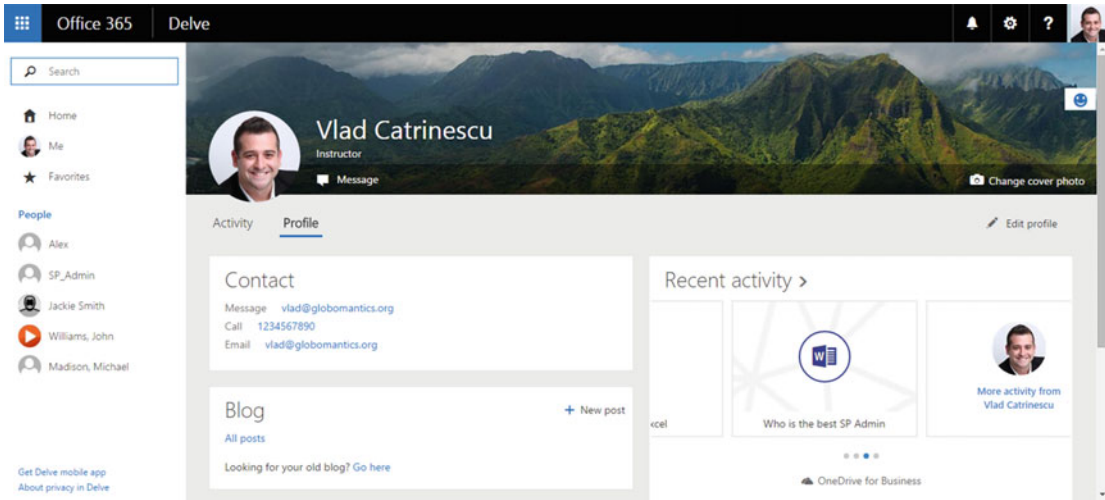 Office 365
Delve
?
Search
Home
Me
Favorites
People
Alex
SP_Admin
Jackie Smith
Williams, John
Madison, Michael
Get Delve mobile app
About privacy in Delve
Vlad Catrinescu
Instructor
Message
Change cover photo
Activity
Profile
Edit profile
Contact
Message vlad@globomantics.org
Call 1234567890
Email vlad@globomantics.org
Blog
+ New post
All posts
Looking for your old blog? Go here
Recent activity >
xcel
W
Who is the best SP Admin
More activity from
Vlad Catrinescu
OneDrive for Business